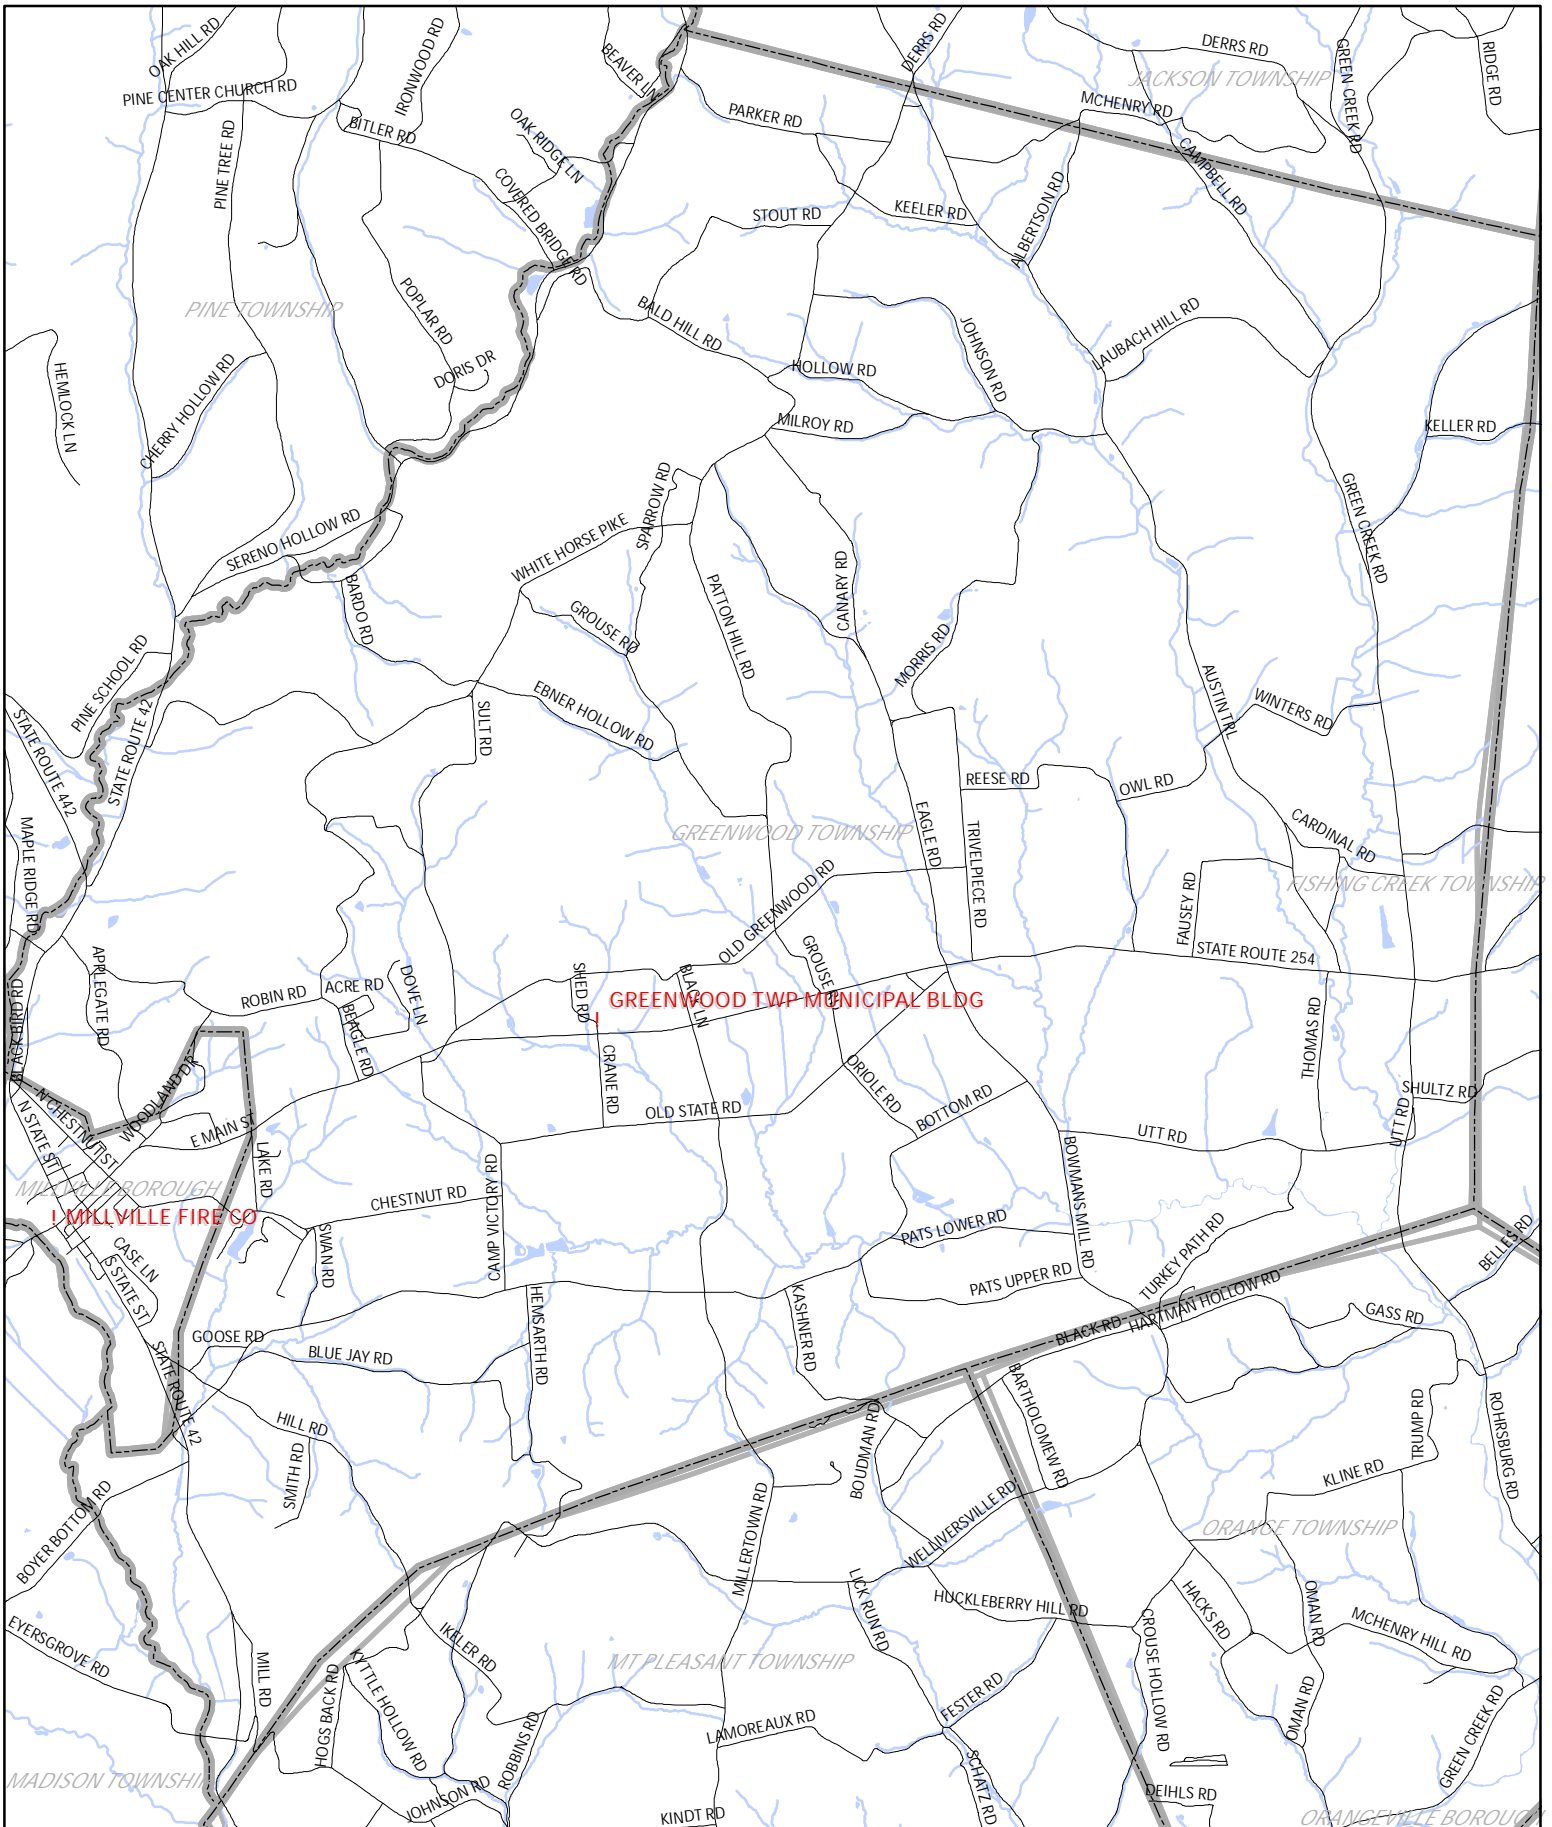 OAK HILL RD
IRONWOOD RD
BEAVER LN
DERRS RD
DERRS RD
GREEN CREEK RD
RIDGE RD
JACKSON TOWNSHIP
PINE CENTER CHURCH RD
BITLER RD
PARKER RD
MCHENRY RD
OAK RIDGE LN
PINE TREE RD
CAMPBELL RD
COVERED BRIDGE RD
STOUT RD
KEELER RD
ALBERTSON RD
PINE TOWNSHIP
POPLAR RD
BALD HILL RD
JOHNSON RD
LAUBACH HILL RD
HEMLOCK LN
CHERRY HOLLOW RD
DORIS DR
HOLLOW RD
MILROY RD
KELLER RD
SERENO HOLLOW RD
WHITE HORSE PIKE
SPARROW RD
GREEN CREEK RD
BARDO RD
GROUSE RD
PATTON HILL RD
CANARY RD
MORRIS RD
PINE SCHOOL RD
STATE ROUTE 42
STATE ROUTE 442
SULT RD
EBNER HOLLOW RD
AUSTIN TRL
WINTERS RD
REESE RD
OWL RD
MAPLE RIDGE RD
GREENWOOD TOWNSHIP
EAGLE RD
TRIVELPIECE RD
CARDINAL RD
FISHING CREEK TOWNSHIP
OLD GREENWOOD RD
FAUSEY RD
STATE ROUTE 254
APPLEGATE RD
ROBIN RD
ACRE RD
DOVE LN
BEAGLE RD
SHED RD
BLACK LN
GROUSE RD
GREENWOOD TWP MUNICIPAL BLDG
!
BLACKBIRD RD
THOMAS RD
CRANE RD
ORIOLE RD
SHULTZ RD
WOODLAND DR
N CHESTNUT ST
N STATE ST
E MAIN ST
OLD STATE RD
BOTTOM RD
UTT RD
UTT RD
LAKE RD
MILLVILLE BOROUGH
! MILLVILLE FIRE CO
CHESTNUT RD
CAMP VICTORY RD
BOWMANS MILL RD
SWAN RD
CASE LN
S STATE ST
PATS LOWER RD
PATS UPPER RD
TURKEY PATH RD
BELLES RD
HARTMAN HOLLOW RD
BLACK RD
GASS RD
GOOSE RD
BLUE JAY RD
HEMSARTH RD
KASHNER RD
STATE ROUTE 42
HILL RD
SMITH RD
BARTHOLOMEW RD
TRUMP RD
ROHRSBURG RD
BOUDMAN RD
KLINE RD
BOYER BOTTOM RD
MILLERTOWN RD
WELLIVERSVILLE RD
ORANGE TOWNSHIP
LICK RUN RD
HUCKLEBERRY HILL RD
HACKS RD
OMAN RD
MCHENRY HILL RD
EYERSGROVE RD
MILL RD
IKELER RD
CROUSE HOLLOW RD
MT PLEASANT TOWNSHIP
HOGS BACK RD
KYTTLE HOLLOW RD
ROBBINS RD
LAMOREAUX RD
FESTER RD
OMAN RD
GREEN CREEK RD
MADISON TOWNSHIP
JOHNSON RD
KINDT RD
SCHATZ RD
DEIHLS RD
ORANGEVILLE BOROUGH